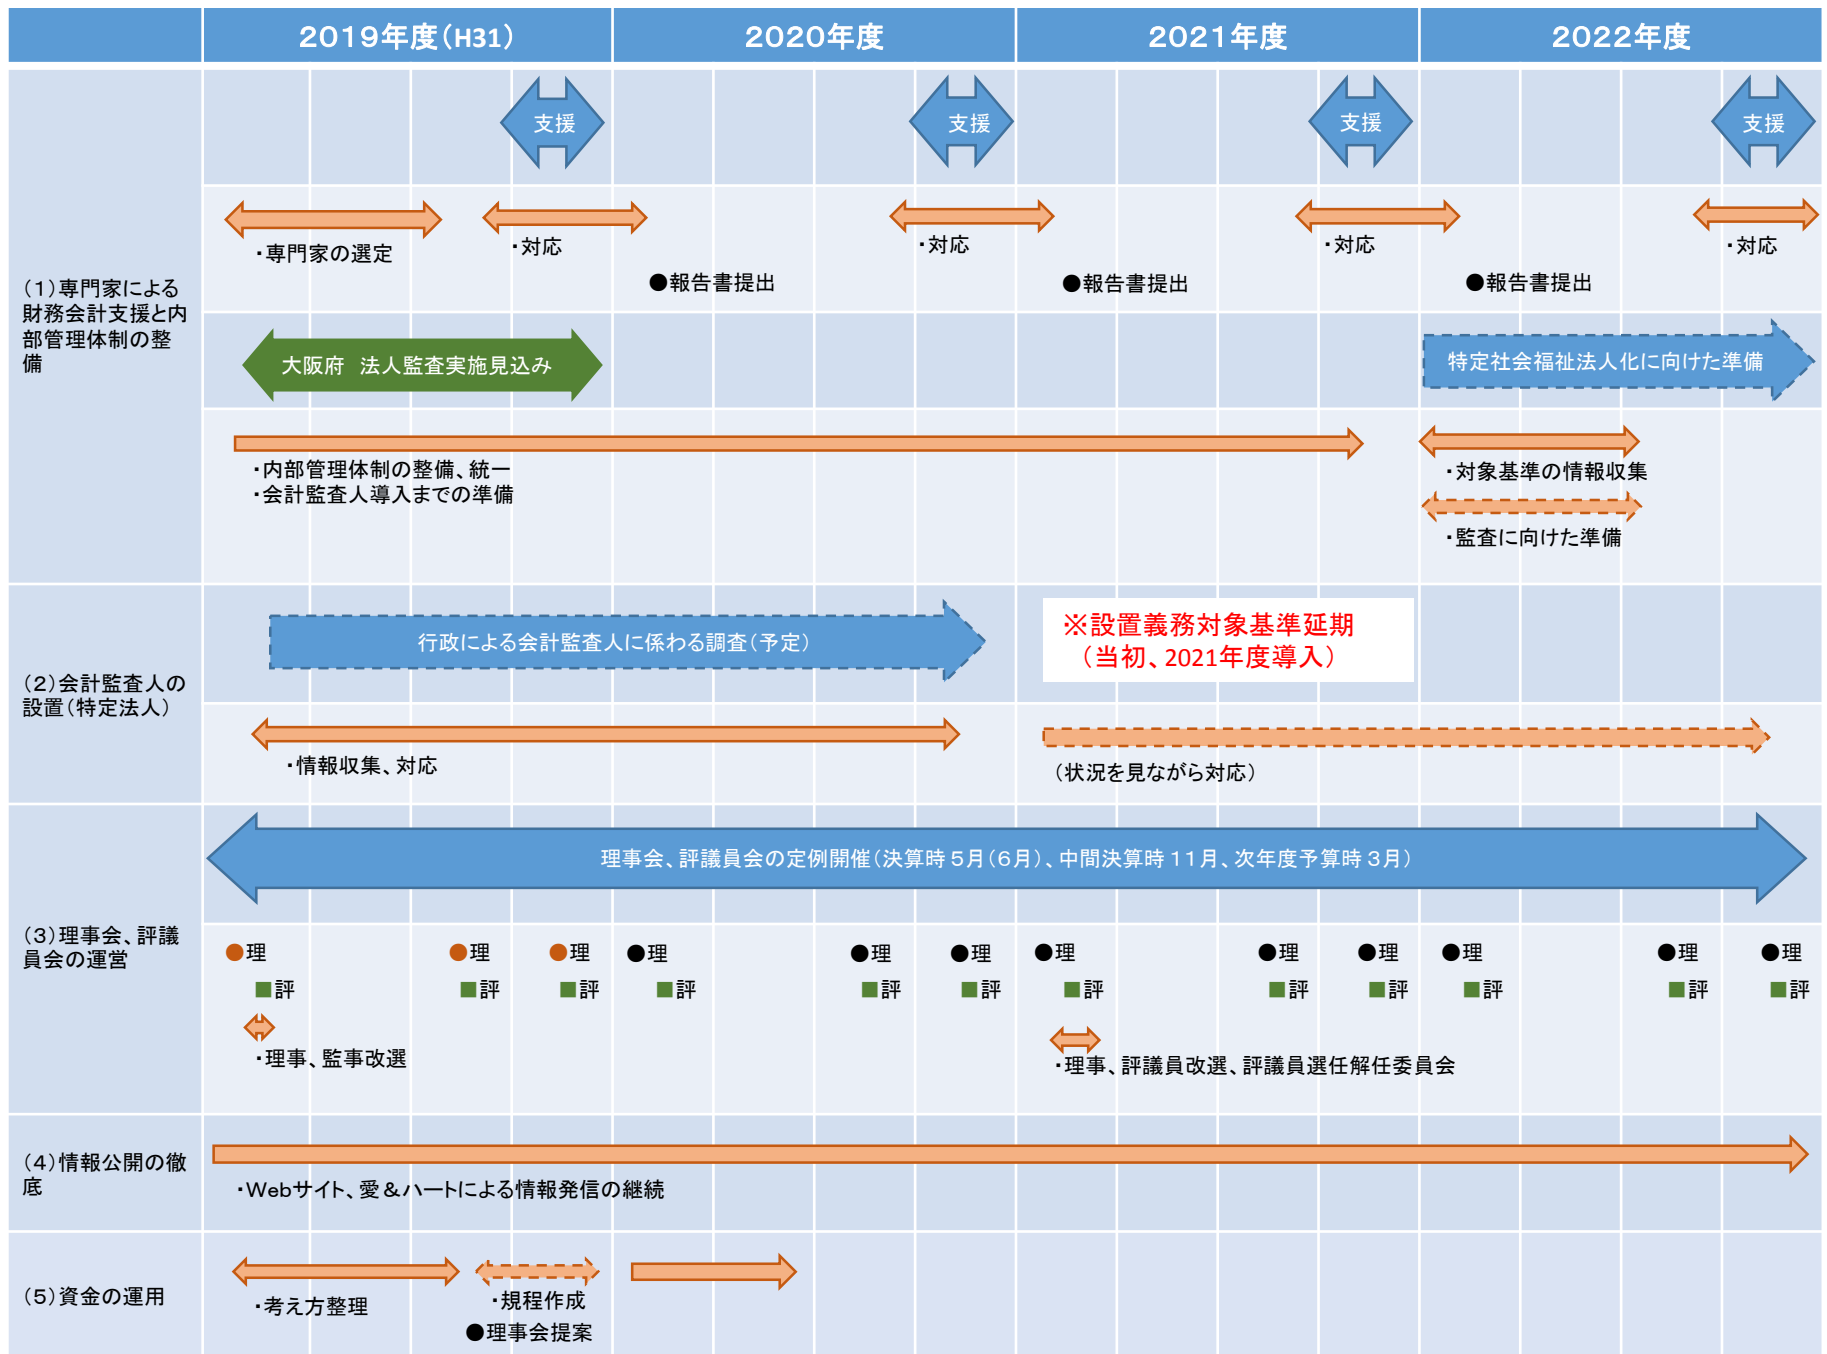 ２０１９年度（H31）
２０２０年度
２０２１年度
２０２２年度
（１）専門家による
財務会計支援と内
部管理体制の整
備
支援
支援
支援
支援
・専門家の選定
・対応
・対応
・対応
・対応
●報告書提出
●報告書提出
●報告書提出
大阪府　法人監査実施見込み
特定社会福祉法人化に向けた準備
・内部管理体制の整備、統一
・会計監査人導入までの準備
・対象基準の情報収集
・監査に向けた準備
（２）会計監査人の
設置（特定法人）
行政による会計監査人に係わる調査（予定）
※設置義務対象基準延期
（当初、2021年度導入）
・情報収集、対応
（状況を見ながら対応）
（３）理事会、評議
員会の運営
理事会、評議員会の定例開催（決算時５月（６月）、中間決算時１１月、次年度予算時３月）
●理 ●理 ●理 ●理 ●理 ●理 ●理 ●理 ●理 ●理 ●理 ●理
■評 ■評 ■評 ■評 ■評 ■評 ■評 ■評 ■評 ■評 ■評 ■評
・理事、監事改選
・理事、評議員改選、評議員選任解任委員会
（４）情報公開の徹
底
・Ｗｅｂサイト、愛＆ハートによる情報発信の継続
（５）資金の運用
・考え方整理
・規程作成
●理事会提案